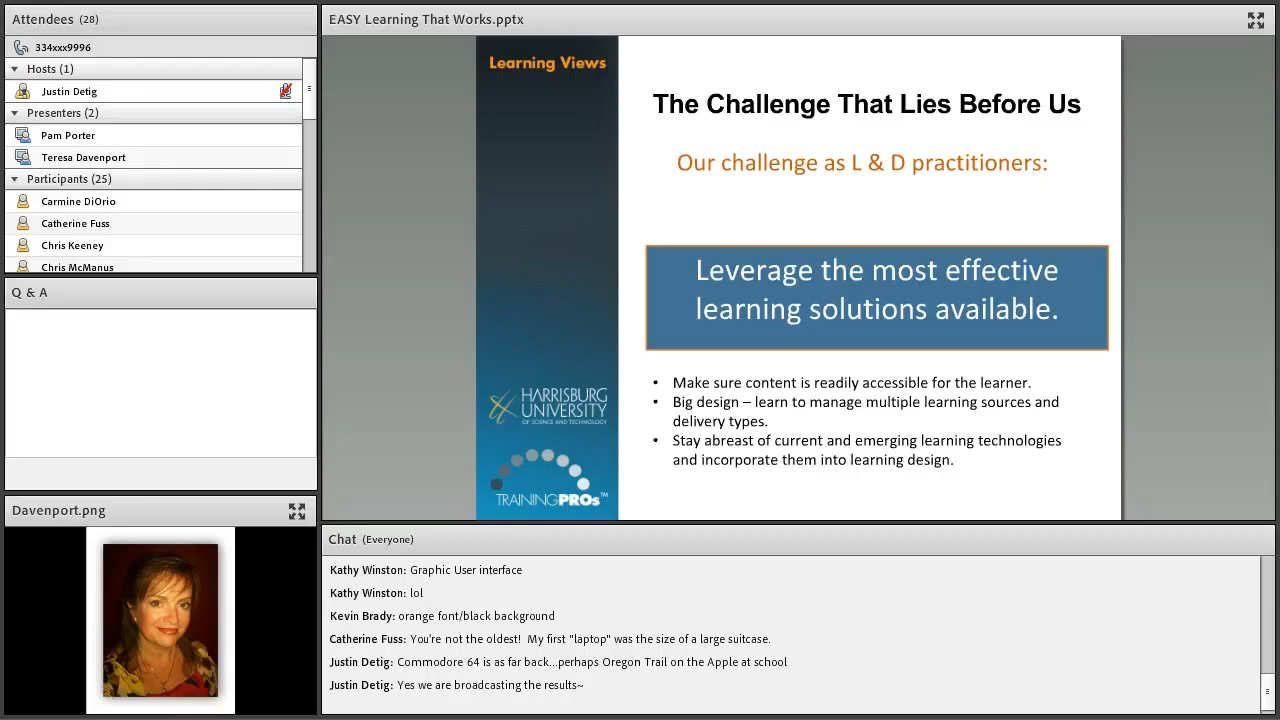 Attendees (28)
334xxx9996
Hosts (1)
Justin Detig
Presenters (2)
Pam Porter
Teresa Davenport
Participants (25)
Carmine DiOrio
Catherine Fuss
Chris Keeney
Chris McManus
Q & A
Davenport.png
EASY Learning That Works.pptx
Learning Views
HARRISBURG
UNIVERSITY
OF SCIENCE AND TECHNOLOGY
TRAININGPROs™
The Challenge That Lies Before Us
Our challenge as L & D practitioners:
Leverage the most effective
learning solutions available.
• Make sure content is readily accessible for the learner.
• Big design – learn to manage multiple learning sources and
delivery types.
• Stay abreast of current and emerging learning technologies
and incorporate them into learning design.
Chat (Everyone)
Kathy Winston: Graphic User interface
Kathy Winston: lol
Kevin Brady: orange font/black background
Catherine Fuss: You're not the oldest! My first "laptop" was the size of a large suitcase.
Justin Detig: Commodore 64 is as far back...perhaps Oregon Trail on the Apple at school
Justin Detig: Yes we are broadcasting the results~